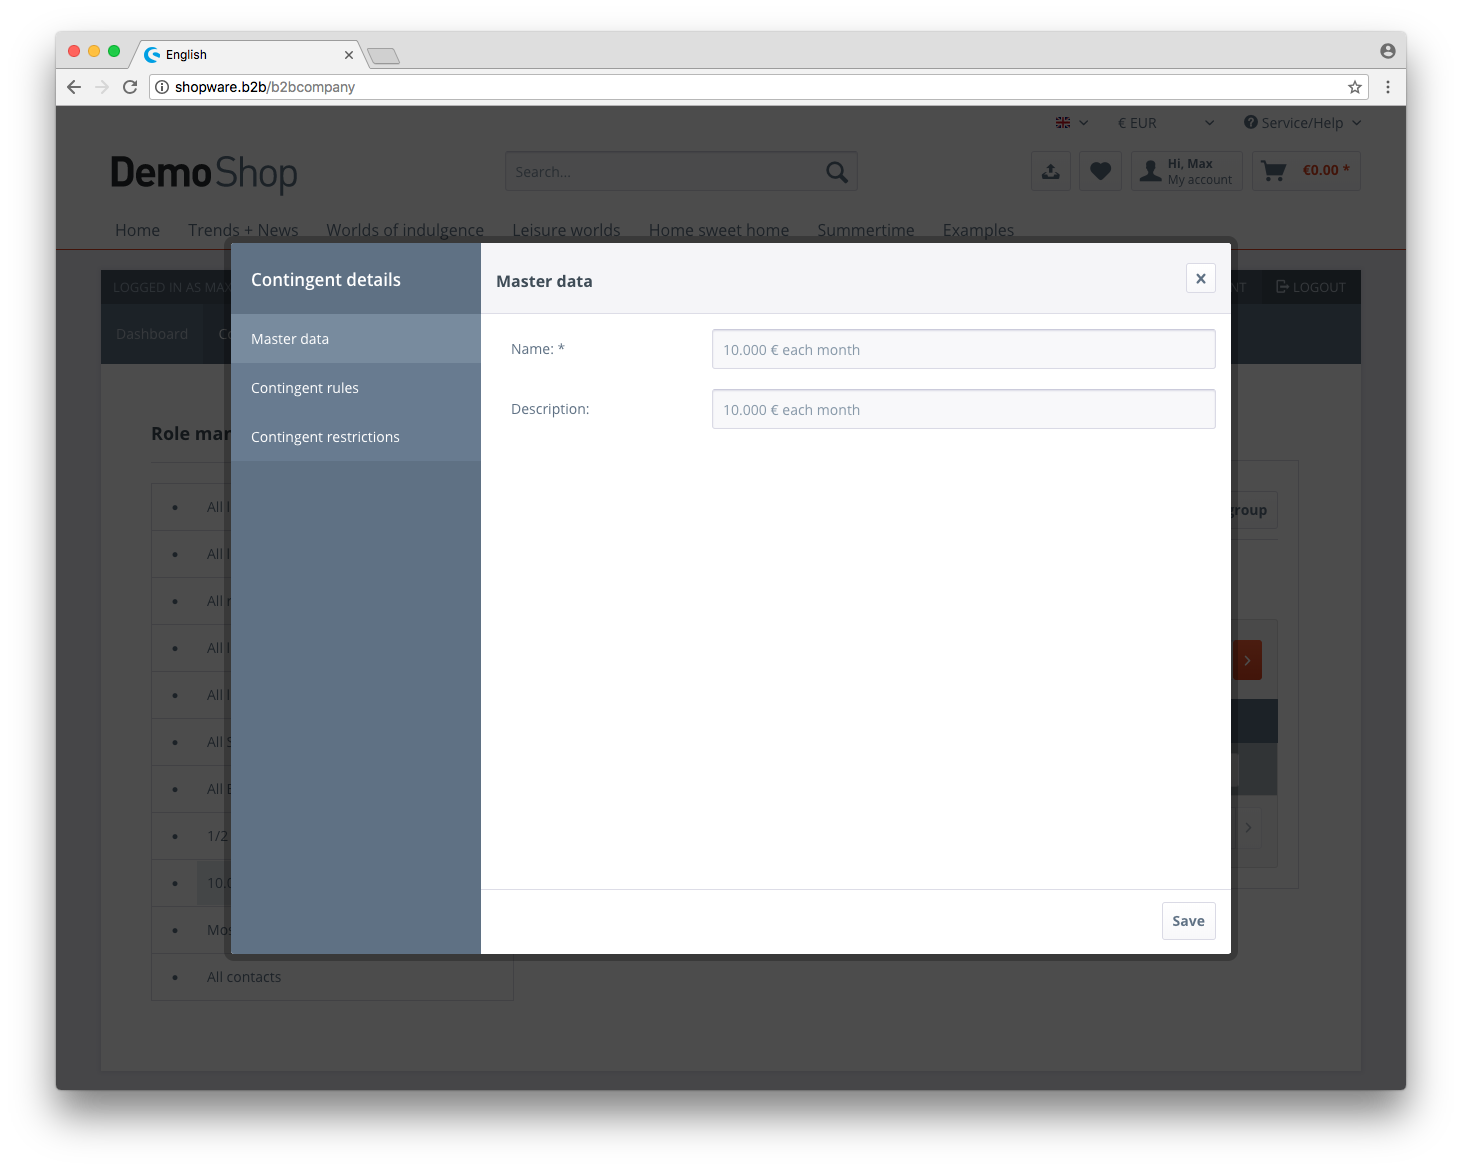 English
shopware.b2b/b2bcompany
€ EUR
Service/Help
DemoShop
Search...
Hi, Max
My account
€0.00 *
Home Trends + News Worlds of indulgence Leisure worlds Home sweet home Summertime Examples
LOGGED IN AS MAX
LOGOUT
Dashboard
Contingent details
Master data
Contingent rules
Contingent restrictions
Master data
Name: *
10.000 € each month
Description:
10.000 € each month
Save
Role
All
All
All
All
All
All
All
1/2
group
All contacts